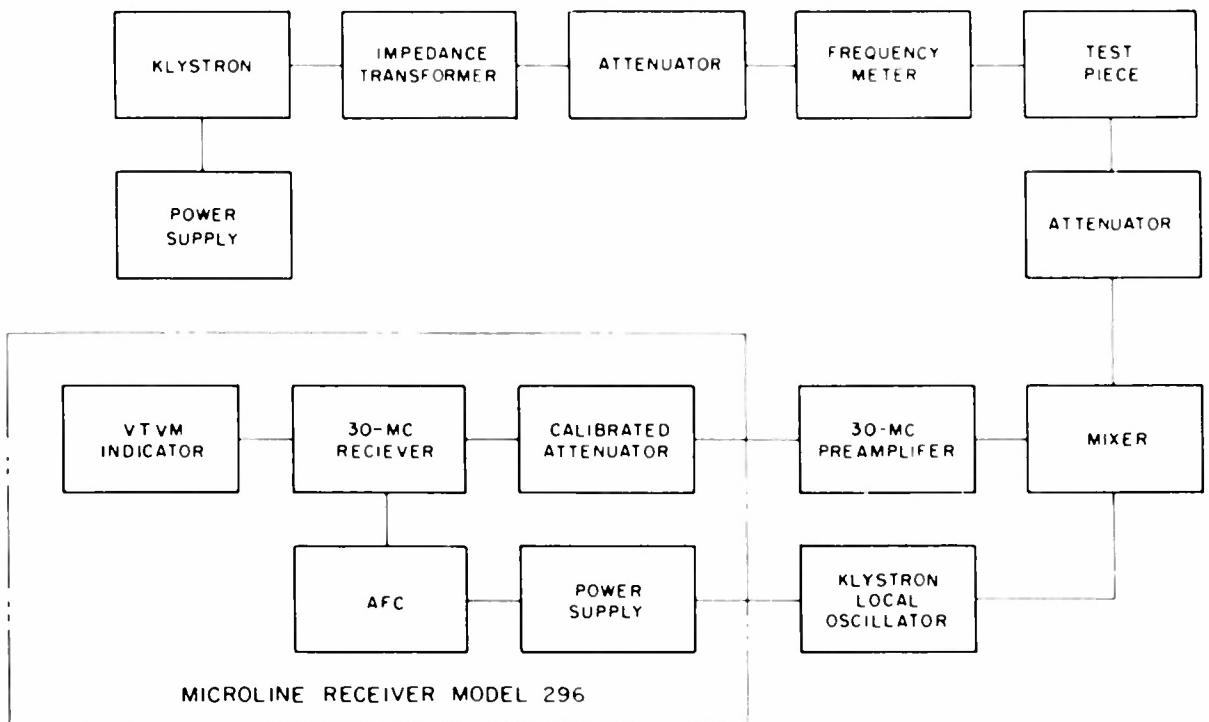 KLYSTRON
IMPEDANCE
TRANSFORMER
ATTENUATOR
FREQUENCY
METER
TEST
PIECE
POWER
SUPPLY
ATTENUATOR
VTVM
INDICATOR
30-MC
RECIEVER
CALIBRATED
ATTENUATOR
30-MC
PREAMPLIFER
MIXER
AFC
POWER
SUPPLY
KLYSTRON
LOCAL
OSCILLATOR
MICROLINE RECEIVER MODEL 296